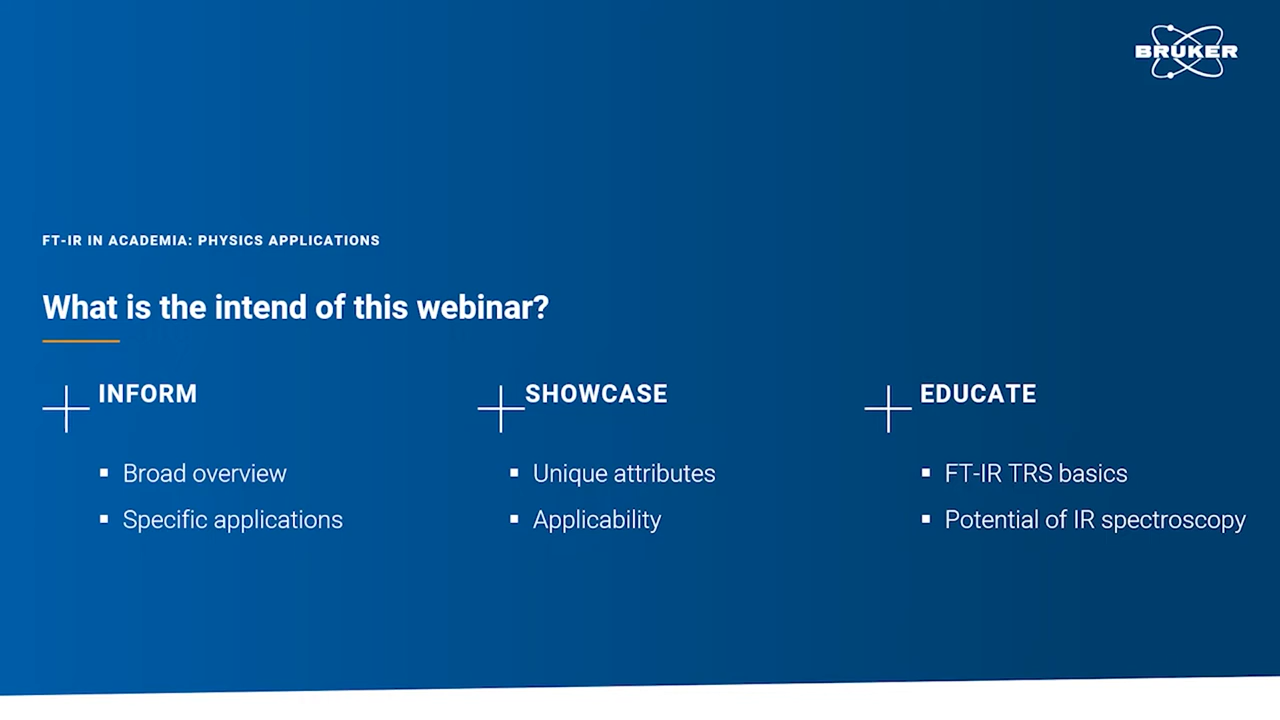 BRUKER
FT-IR IN ACADEMIA: PHYSICS APPLICATIONS
What is the intend of this webinar?
INFORM
Broad overview
Specific applications
SHOWCASE
Unique attributes
Applicability
EDUCATE
FT-IR TRS basics
Potential of IR spectroscopy